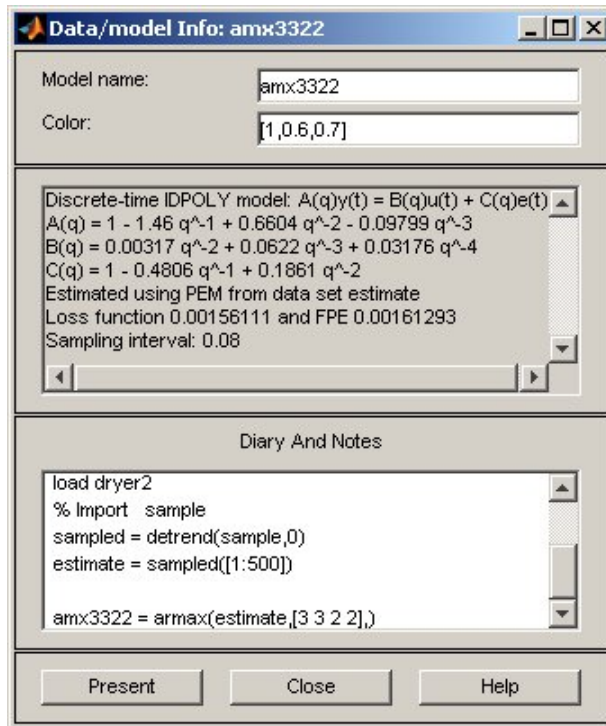 Data/model Info: amx3322
Model name:
amx3322
Color:
[1,0.6,0.7]
Discrete-time IDPOLY model: A(q)y(t) = B(q)u(t) + C(q)e(t)
A(q) = 1 - 1.46 q^-1 + 0.6604 q^-2 - 0.09799 q^-3
B(q) = 0.00317 q^-2 + 0.0622 q^-3 + 0.03176 q^-4
C(q) = 1 - 0.4806 q^-1 + 0.1861 q^-2
Estimated using PEM from data set estimate
Loss function 0.00156111 and FPE 0.00161293
Sampling interval: 0.08
Diary And Notes
load dryer2
% Import   sample
sampled = detrend(sample,0)
estimate = sampled([1:500])
amx3322 = armax(estimate,[3 3 2 2],)
Present
Close
Help